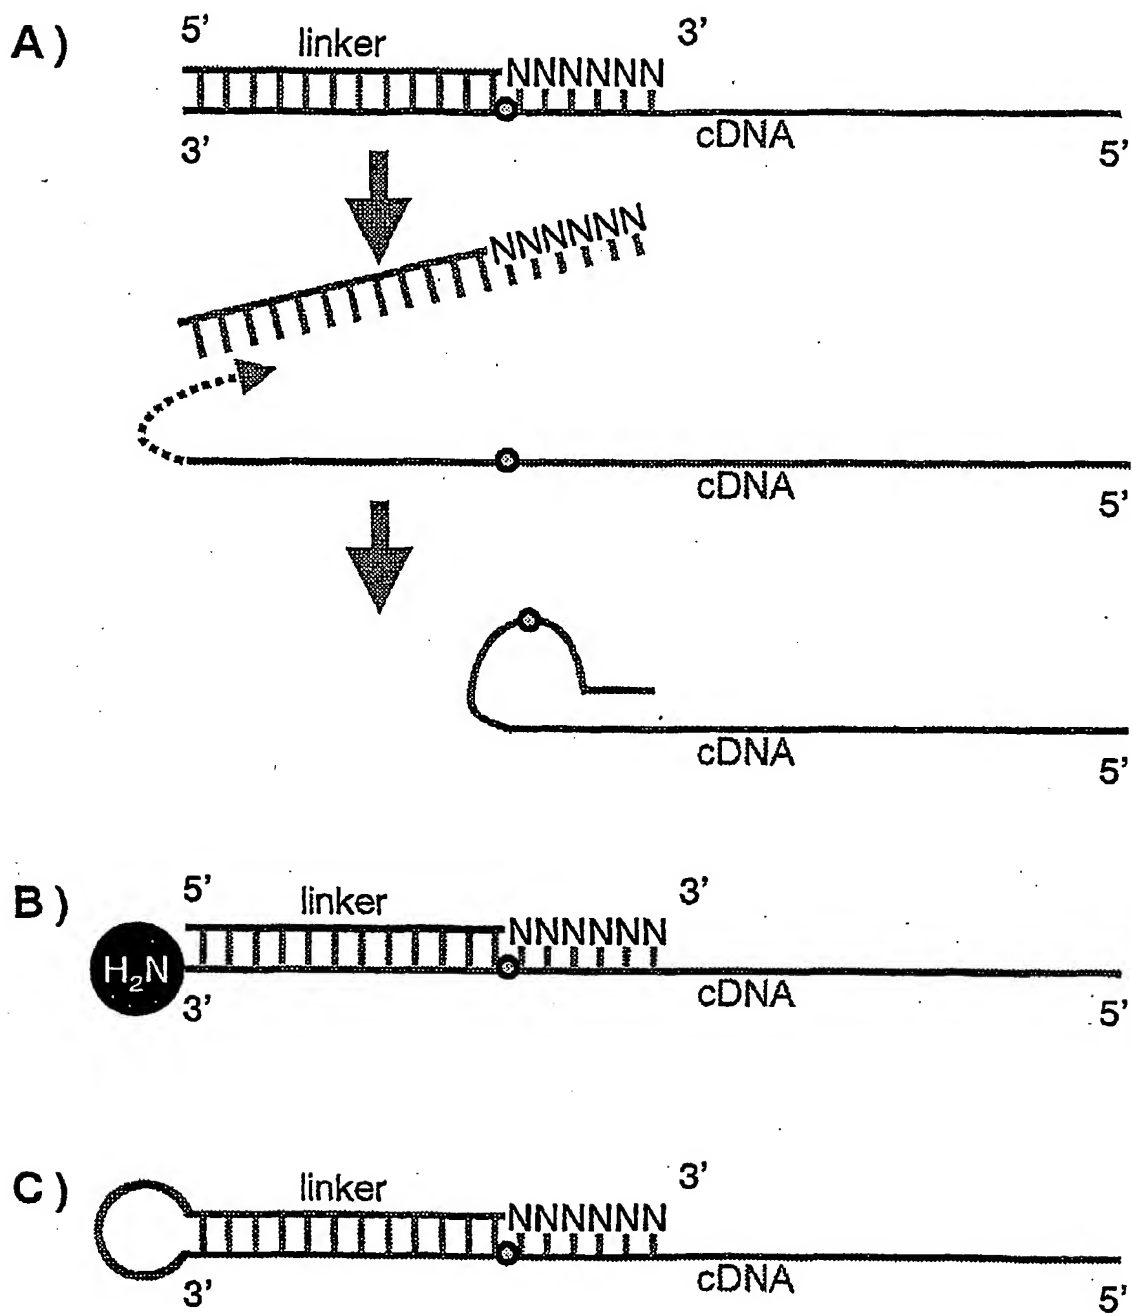 A)
5' linker 3'
NNNNNN
3' cDNA 5'
NNNNNN
cDNA 5'
cDNA 5'
B)
5' linker 3'
NNNNNN
H₂N
3' cDNA 5'
C)
linker 3'
NNNNNN
3' cDNA 5'